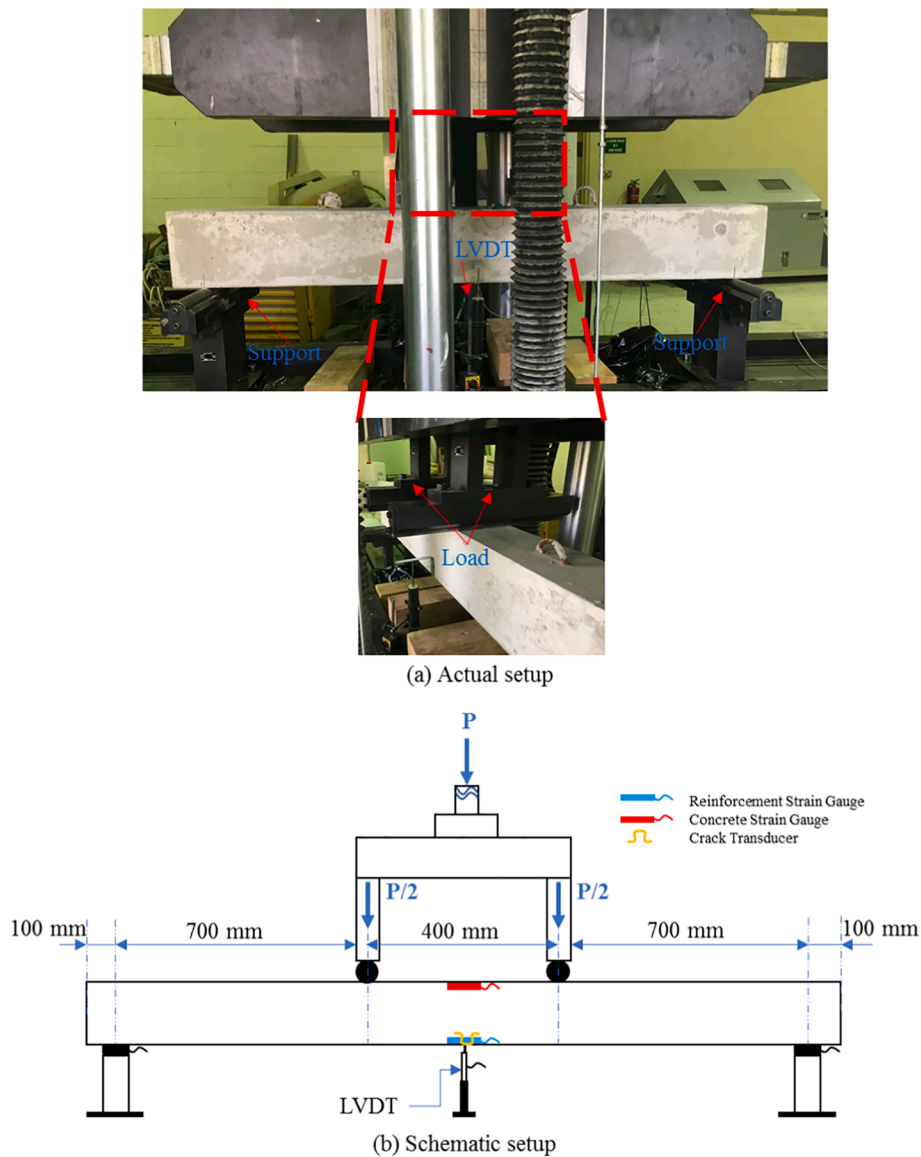 LVDT
Support
Support
Load
(a) Actual setup
P
Reinforcement Strain Gauge
Concrete Strain Gauge
Crack Transducer
P/2
P/2
100 mm
700 mm
400 mm
700 mm
100 mm
LVDT
(b) Schematic setup